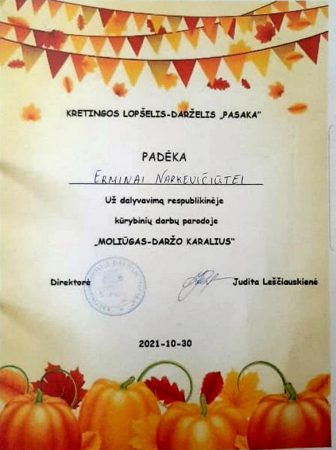 KRETINGOS LOPŠELIS-DARŽELIS „PASAKA"
PADĖKA
ERMINAI NARKEVIČIŪTEI
Už dalyvavimą respublikinėje
kūrybinių darbų parodoje
„MOLIŪGAS-DARŽO KARALIUS"
Direktorė Judita Leščiauskienė
2021-10-30